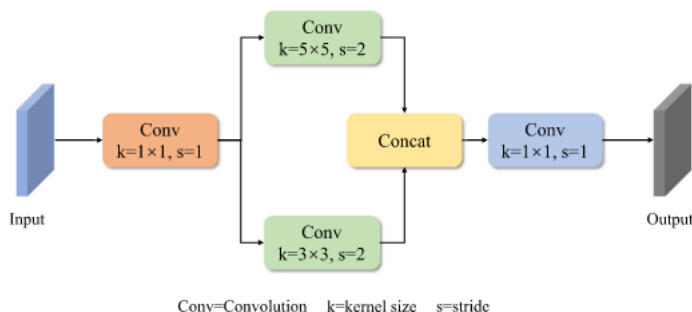 Conv
k=5×5, s=2
Conv
k=1×1, s=1
Concat
Conv
k=1×1, s=1
Input
Output
Conv
k=3×3, s=2
Conv=Convolution k=kernel size s=stride